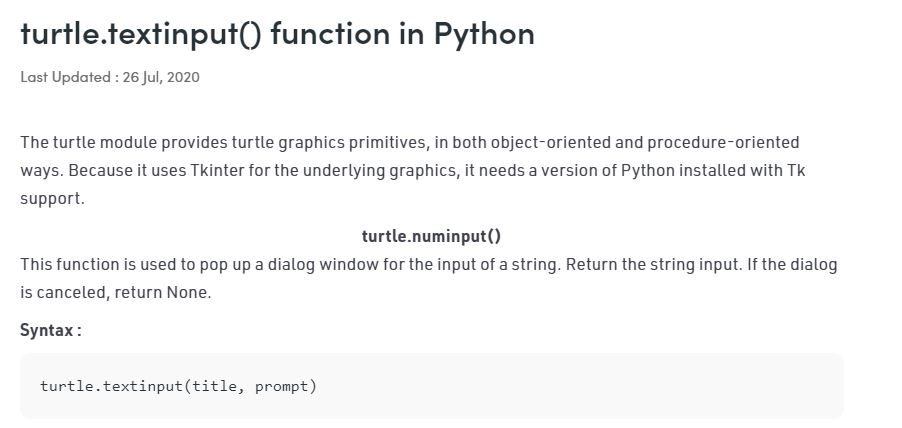 turtle.textinput() function in Python
Last Updated : 26 Jul, 2020
The turtle module provides turtle graphics primitives, in both object-oriented and procedure-oriented
ways. Because it uses Tkinter for the underlying graphics, it needs a version of Python installed with Tk
support.
turtle.numinput()
This function is used to pop up a dialog window for the input of a string. Return the string input. If the dialog
is canceled, return None.
Syntax :
turtle.textinput(title, prompt)